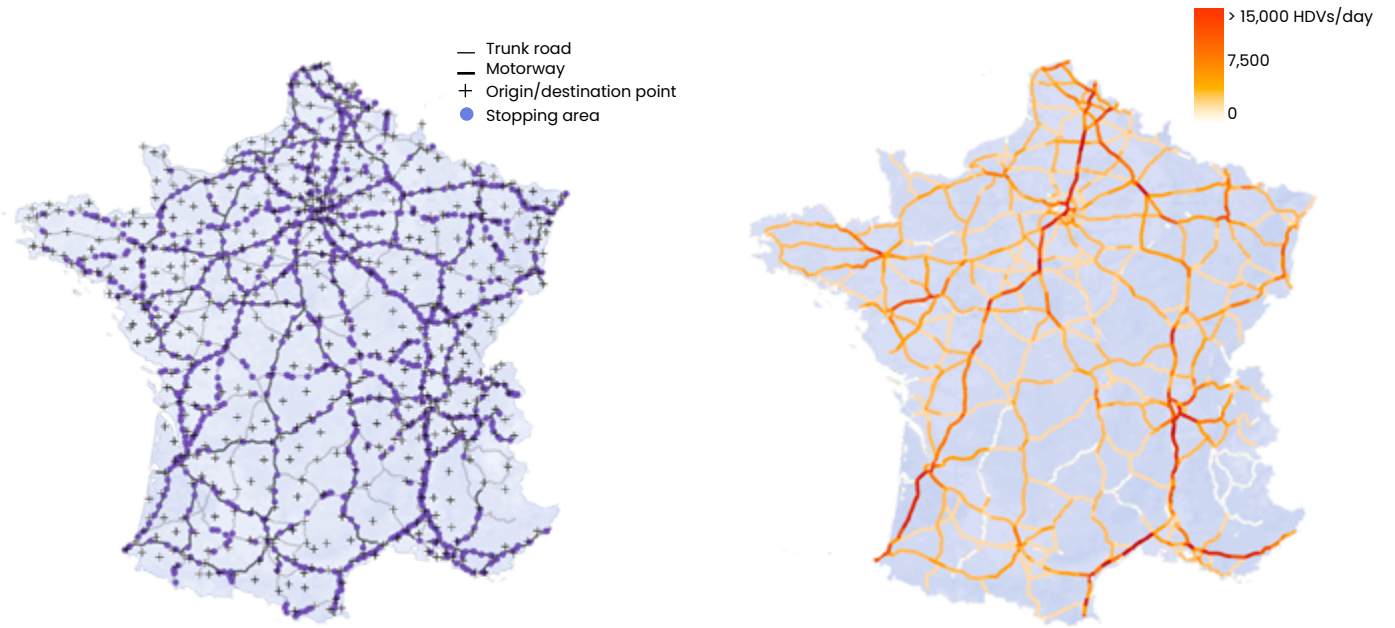 Trunk road
Motorway
Origin/destination point
Stopping area
> 15,000 HDVs/day
7,500
0